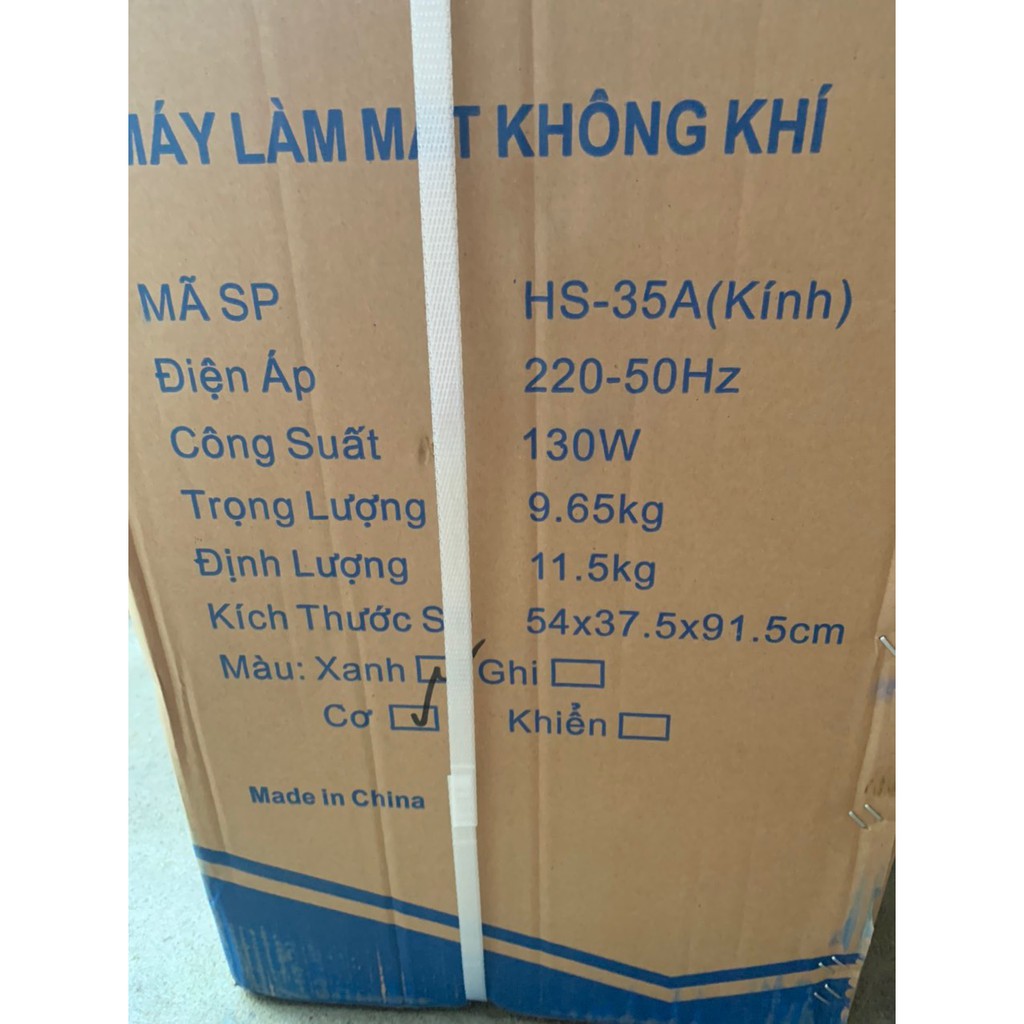 MÁY LÀM MÁT KHÔNG KHÍ
MÃ SP HS-35A(Kính)
Điện Áp 220-50Hz
Công Suất 130W
Trọng Lượng 9.65kg
Định Lượng 11.5kg
Kích Thước S 54x37.5x91.5cm
Màu: Xanh Ghi
Cơ Khiển
Made in China